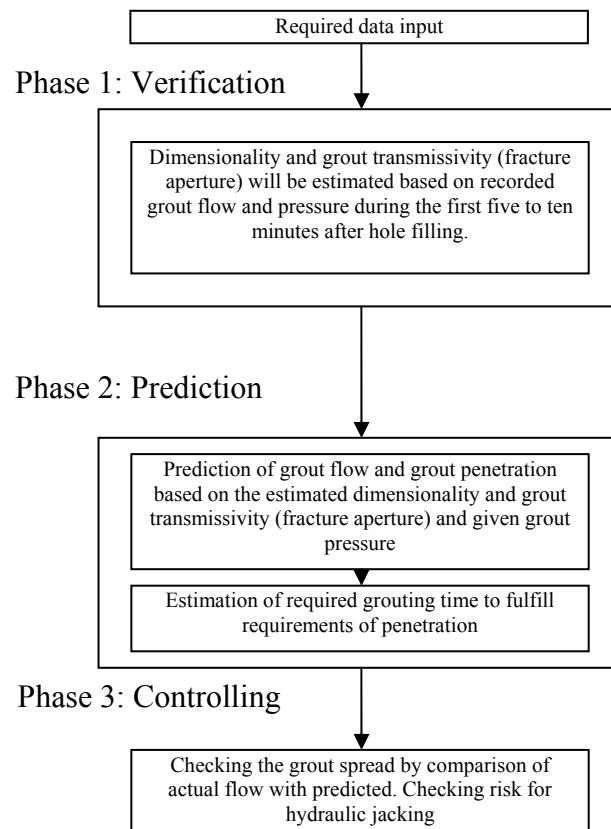 Required data input
Phase 1: Verification
Dimensionality and grout transmissivity (fracture
aperture) will be estimated based on recorded
grout flow and pressure during the first five to ten
minutes after hole filling.
Phase 2: Prediction
Prediction of grout flow and grout penetration
based on the estimated dimensionality and grout
transmissivity (fracture aperture) and given grout
pressure
Estimation of required grouting time to fulfill
requirements of penetration
Phase 3: Controlling
Checking the grout spread by comparison of
actual flow with predicted. Checking risk for
hydraulic jacking